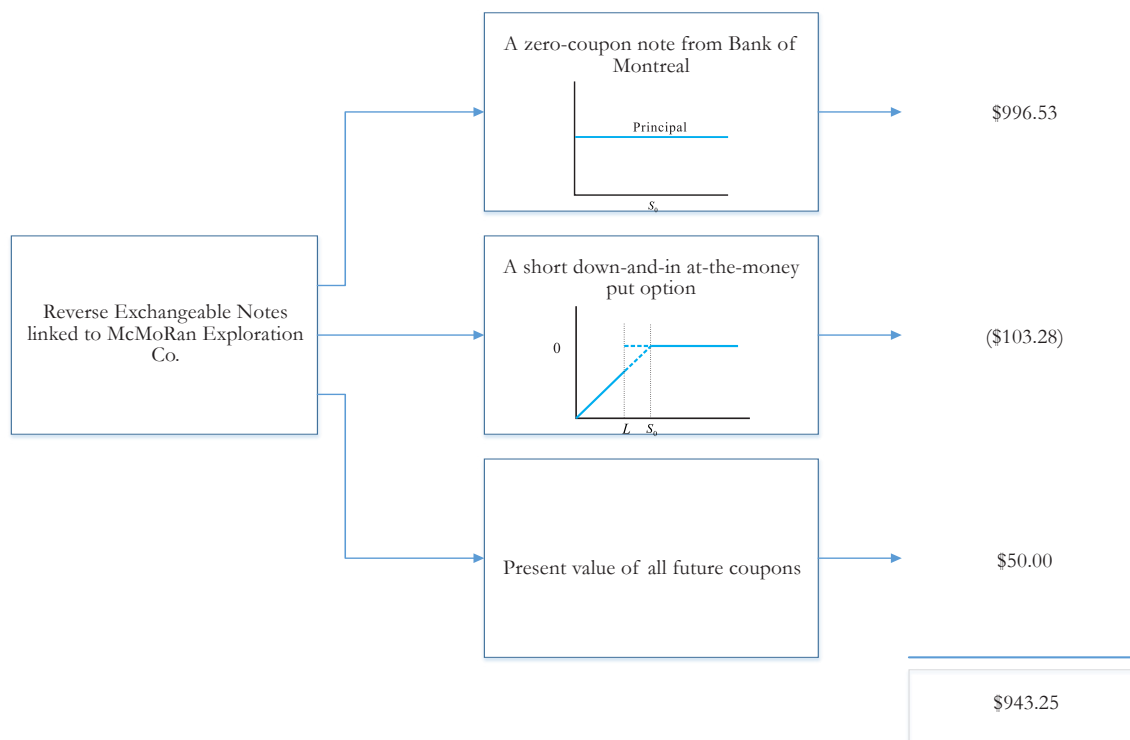 A zero-coupon note from Bank of
Montreal
Principal
S₀
$996.53
Reverse Exchangeable Notes
linked to McMoRan Exploration
Co.
A short down-and-in at-the-money
put option
0
L S₀
($103.28)
Present value of all future coupons
$50.00
$943.25